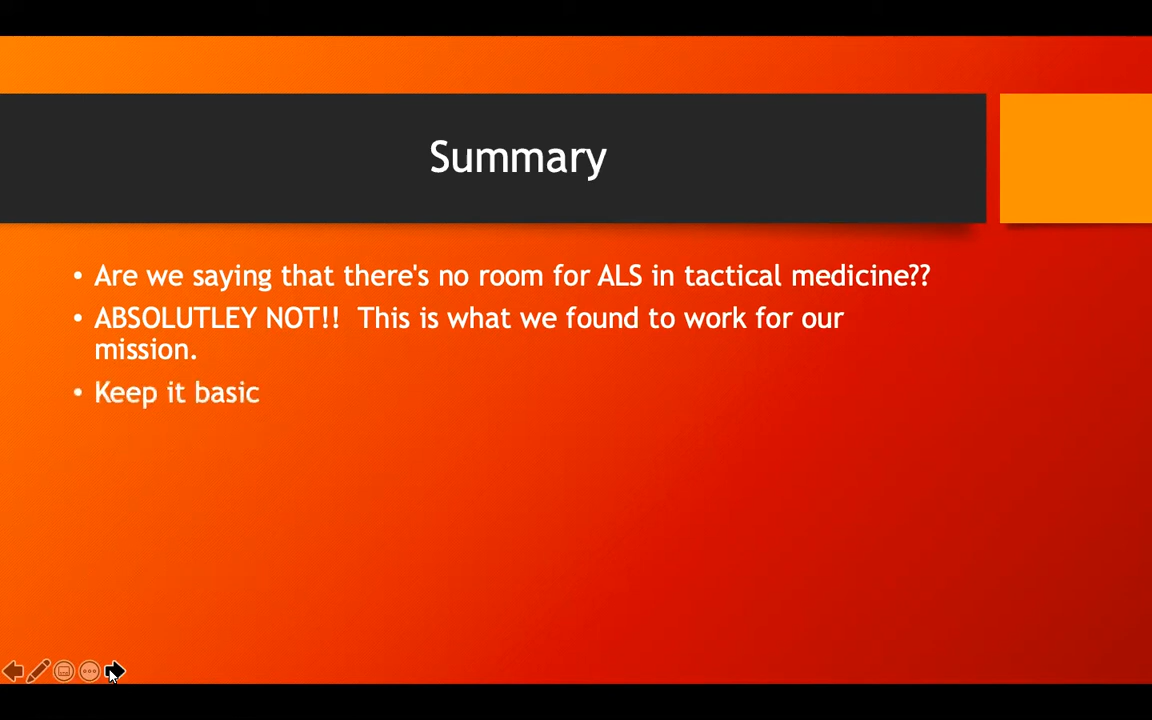 Summary
• Are we saying that there's no room for ALS in tactical medicine??
• ABSOLUTLEY NOT!!  This is what we found to work for our
mission.
• Keep it basic